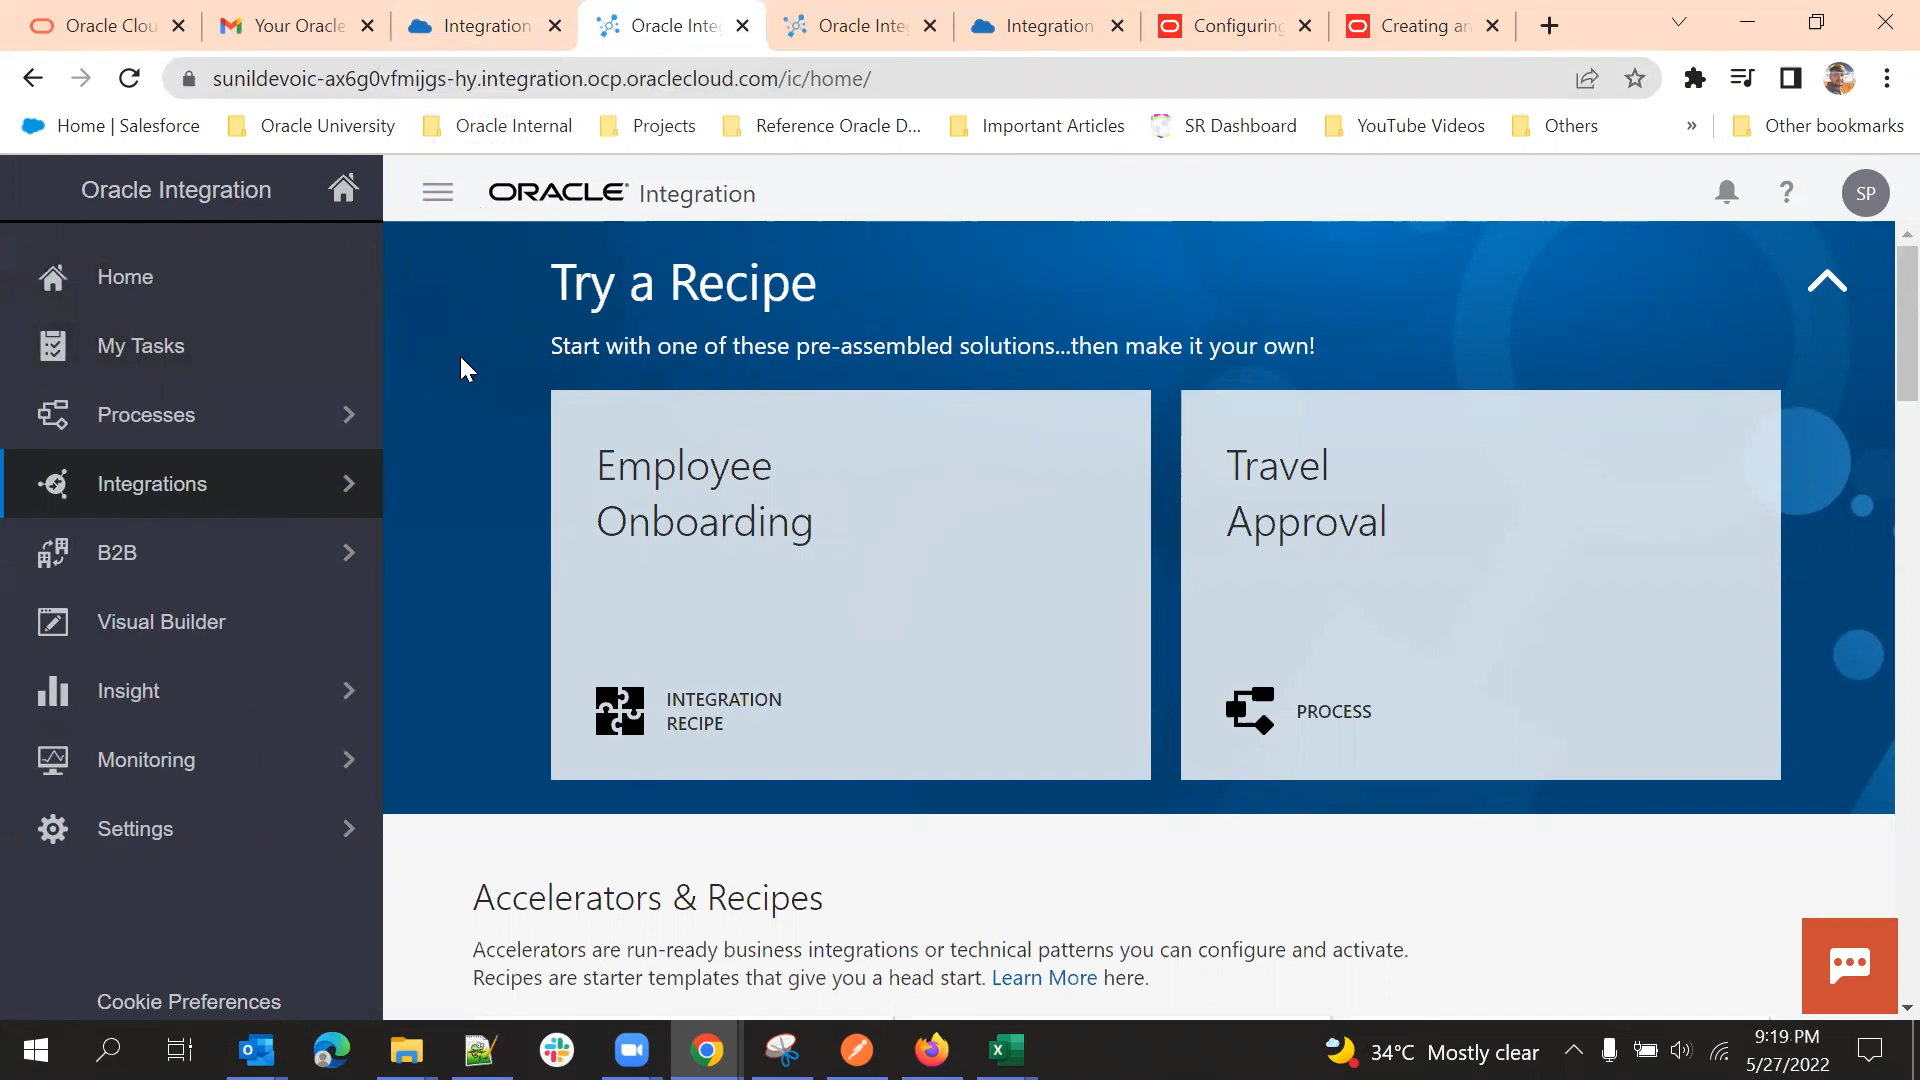 Oracle Clou
Your Oracle
Integration
Oracle Inte
Oracle Inte
Integration
Configuring
Creating an
sunildevoic-ax6g0vfmijgs-hy.integration.ocp.oraclecloud.com/ic/home/
Home | Salesforce
Oracle University
Oracle Internal
Projects
Reference Oracle D...
Important Articles
SR Dashboard
YouTube Videos
Others
»
Other bookmarks
Oracle Integration
ORACLE Integration
?
SP
Home
My Tasks
Processes
Integrations
B2B
Visual Builder
Insight
Monitoring
Settings
Cookie Preferences
Try a Recipe
Start with one of these pre-assembled solutions...then make it your own!
Employee
Onboarding
INTEGRATION
RECIPE
Travel
Approval
PROCESS
Accelerators & Recipes
Accelerators are run-ready business integrations or technical patterns you can configure and activate.
Recipes are starter templates that give you a head start. Learn More here.
34°C Mostly clear
9:19 PM
5/27/2022